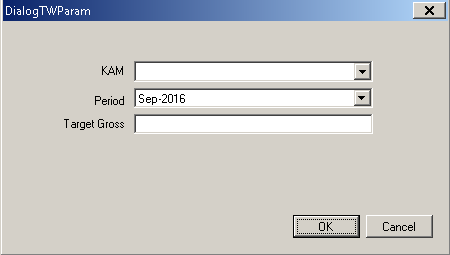 DialogTWParam
KAM
Period Sep-2016
Target Gross
OK Cancel